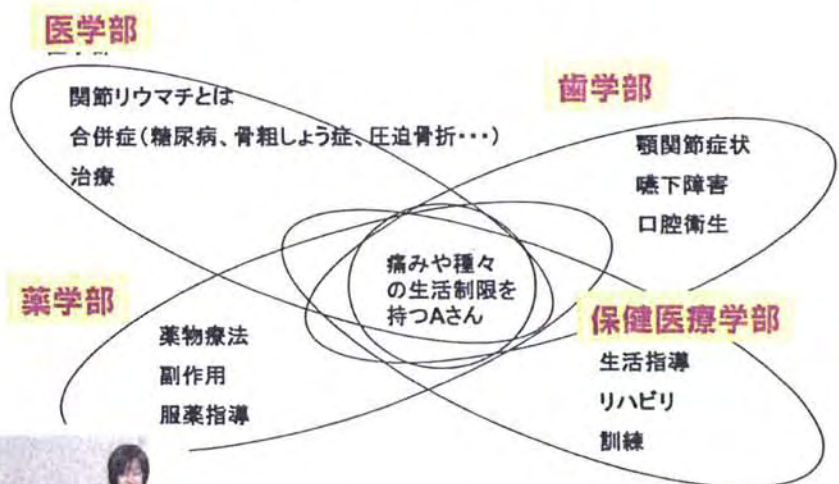 医学部
関節リウマチとは
合併症（糖尿病、骨粗しょう症、圧迫骨折・・・）
治療
歯学部
顎関節症状
嚥下障害
口腔衛生
痛みや種々
の生活制限を
持つAさん
薬学部
薬物療法
副作用
服薬指導
保健医療学部
生活指導
リハビリ
訓練